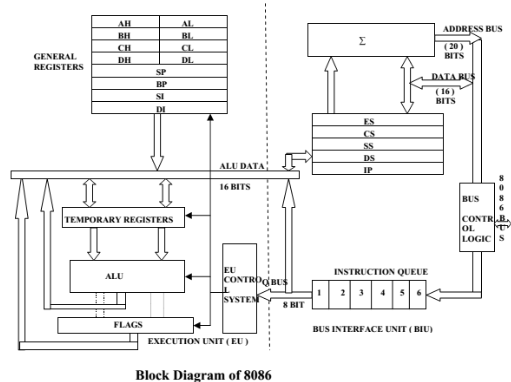 GENERAL
REGISTERS
AH AL
BH BL
CH CL
DH DL
SP
BP
SI
DI
Σ
ADDRESS BUS
( 20 )
BITS
DATA BUS
( 16 )
BITS
ES
CS
SS
DS
IP
ALU DATA
16 BITS
TEMPORARY REGISTERS
ALU
FLAGS
EU
CONTRO
L
SYSTEM
Q BUS
8 BIT
INSTRUCTION QUEUE
1 2 3 4 5 6
BUS
CONTR
OL
LOGIC
8
0
8
6
B
U
S
EXECUTION UNIT ( EU )
BUS INTERFACE UNIT ( BIU )
Block Diagram of 8086